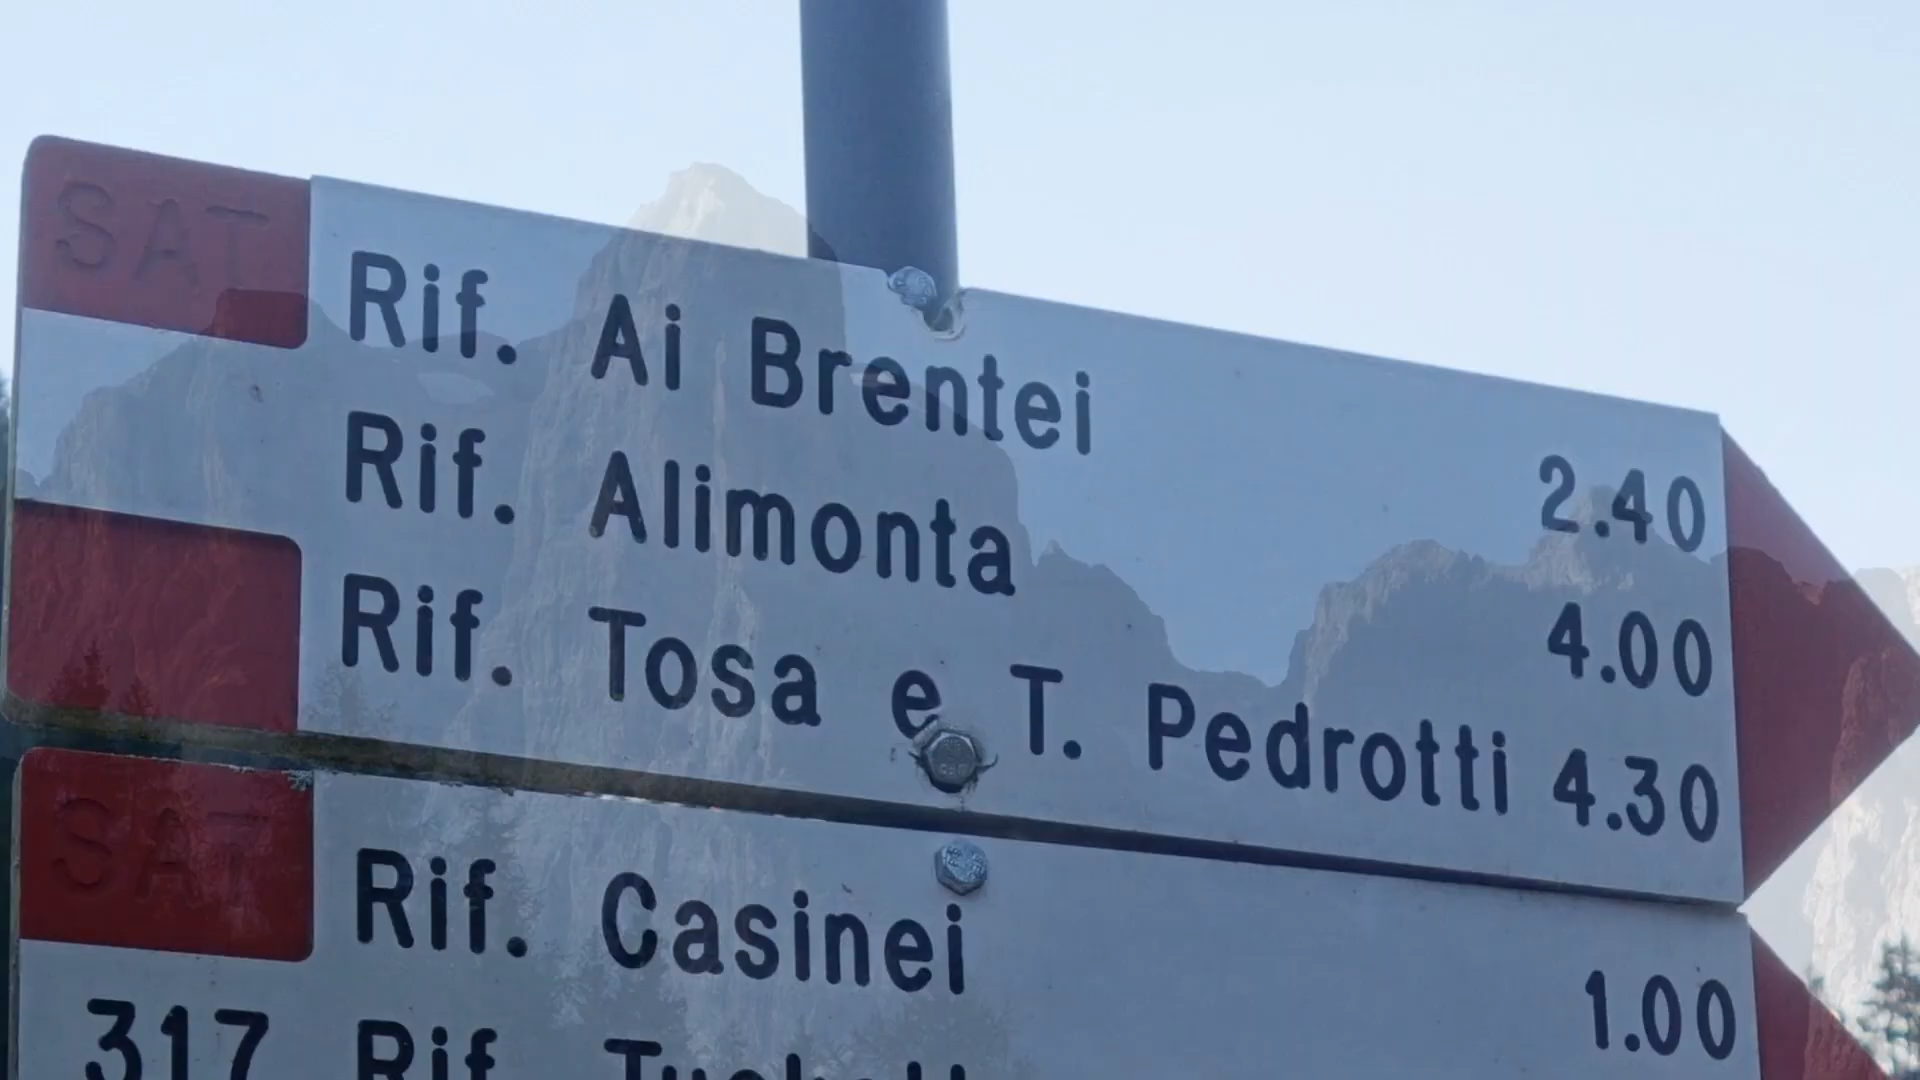 SAT
Rif. Ai Brentei 2.40
Rif. Alimonta 4.00
Rif. Tosa e T. Pedrotti 4.30
SAT
Rif. Casinei 1.00
317 Rif.